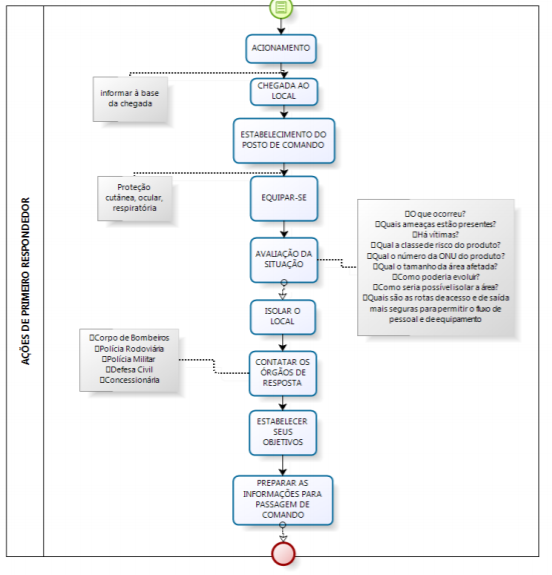 AÇÕES DE PRIMEIRO RESPONDEDOR
ACIONAMENTO
informar à base
da chegada
CHEGADA AO
LOCAL
ESTABELECIMENTO DO
POSTO DE COMANDO
Proteção
cutánea, ocular,
respiratória
EQUIPAR-SE
AVALIAÇÃO DA
SITUAÇÃO
O que ocorreu?
Quais ameaças estão presentes?
Há vítimas?
Qual a classe de risco do produto?
Qual o número da ONU do produto?
Qual o tamanho da área afetada?
Como poderia evoluir?
Como seria possível isolar a área?
Quais são as rotas de acesso e de saída
mais seguras para permitir o fluxo de
pessoal e de equipamento
ISOLAR O
LOCAL
Corpo de Bombeiros
Polícia Rodoviária
Polícia Militar
Defesa Civil
Concessionária
CONTATAR OS
ÓRGÃOS DE
RESPOSTA
ESTABELECER
SEUS
OBJETIVOS
PREPARAR AS
INFORMAÇÕES PARA
PASSAGEM DE
COMANDO